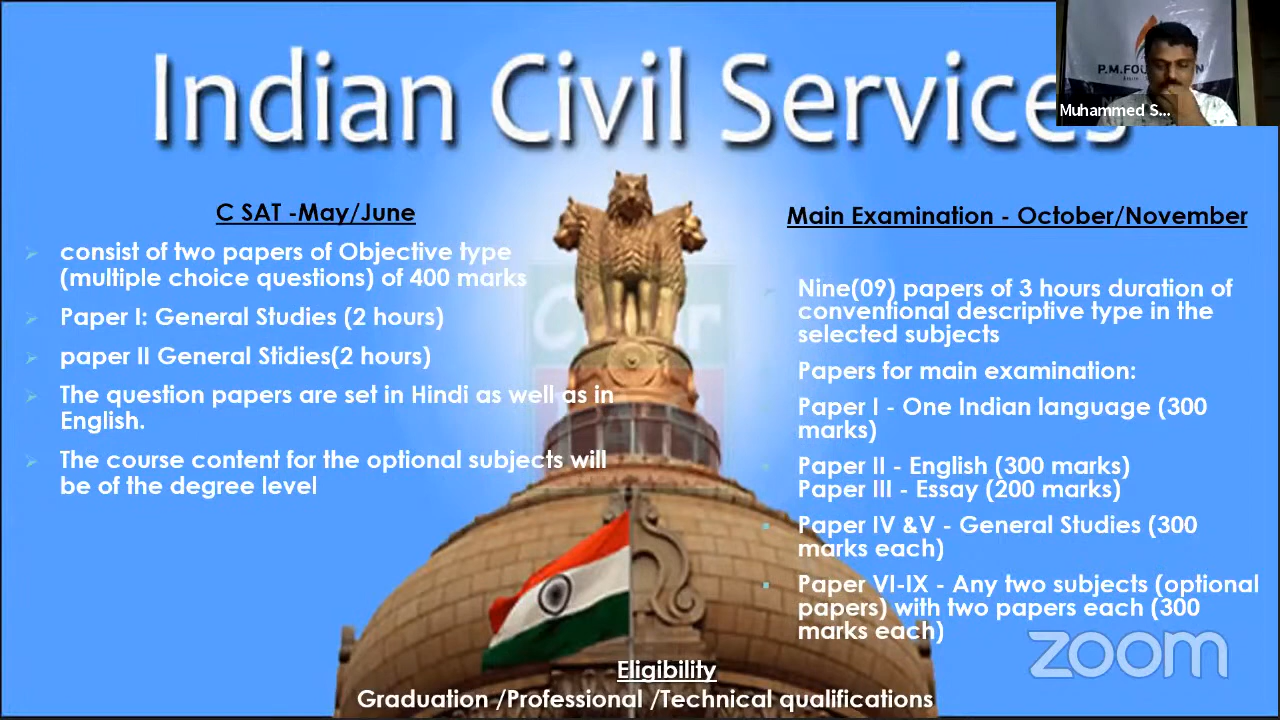 Indian Civil Services
P.M.FOU
N
Muhammed S...
C SAT -May/June
consist of two papers of Objective type
(multiple choice questions) of 400 marks
Paper I: General Studies (2 hours)
paper II General Stidies(2 hours)
The question papers are set in Hindi as well as in
English.
The course content for the optional subjects will
be of the degree level
Main Examination - October/November
Nine(09) papers of 3 hours duration of
conventional descriptive type in the
selected subjects
Papers for main examination:
Paper I - One Indian language (300
marks)
Paper II - English (300 marks)
Paper III - Essay (200 marks)
Paper IV &V - General Studies (300
marks each)
Paper VI-IX - Any two subjects (optional
papers) with two papers each (300
marks each)
zoom
Eligibility
Graduation /Professional /Technical qualifications